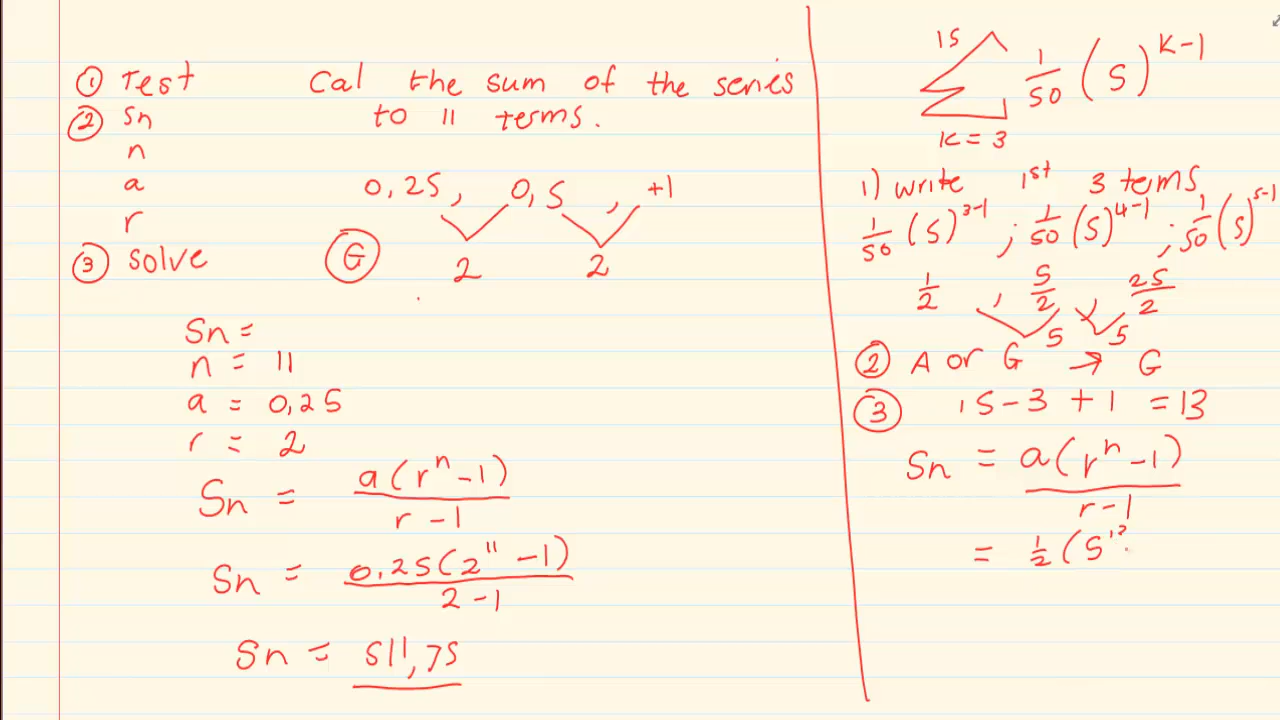 ① Test Cal the sum of the series
② Sn to 11 terms.
n
a 0,25, 0,5, +1
r
③ solve Ⓖ 2 2
Sn =
n = 11
a = 0,25
r = 2
Sn = a(r^n -1) / r-1
Sn = 0,25(2^11 -1) / 2-1
Sn = 511,75
15 Σ k=3 1/50 (5)^k-1
1) write 1st 3 terms
1/50 (5)^3-1 ; 1/50 (5)^4-1 ; 1/50 (5)^5-1
1/2 , 5/2 , 25/2
5 5
② A or G → G
③ 15-3+1 = 13
Sn = a(r^n -1) / r-1
= 1/2 (5^1